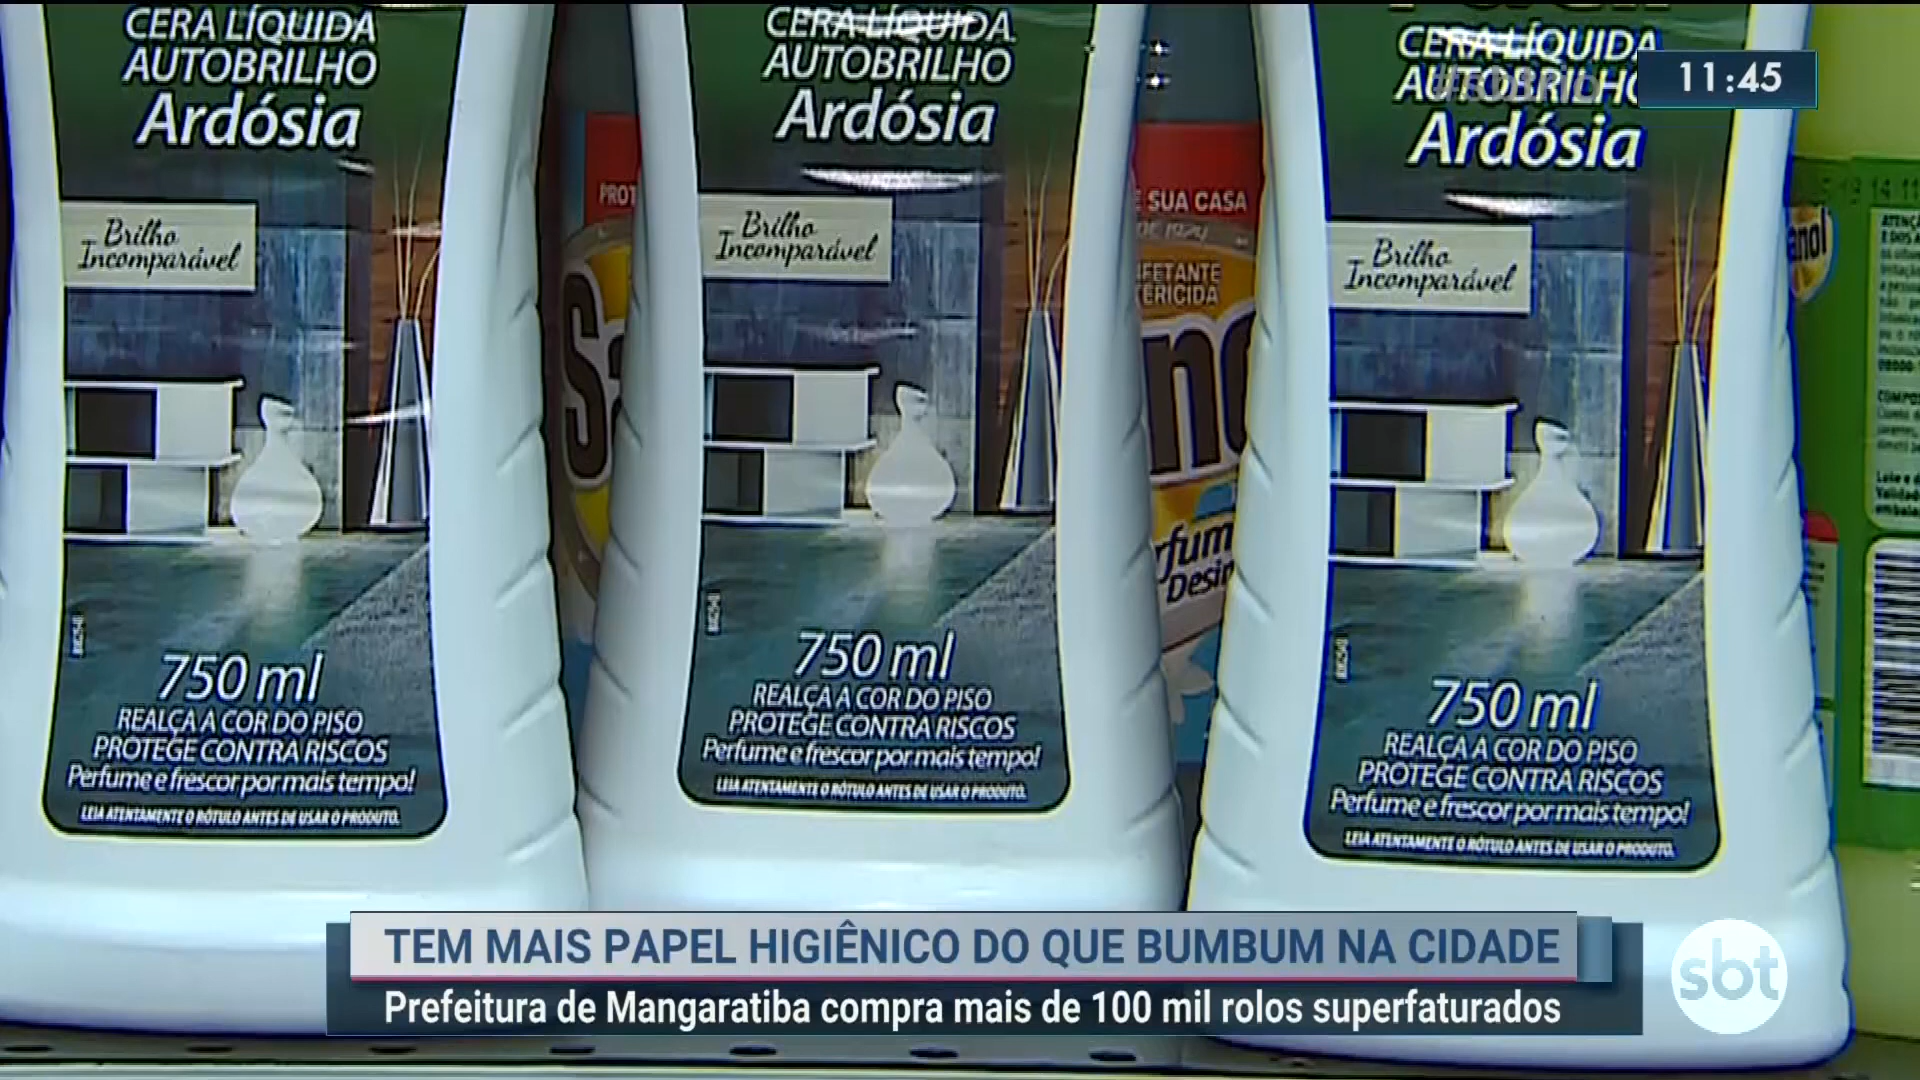 CERA LÍQUIDA
AUTOBRILHO
Ardósia
Brilho
Incomparável
750 ml
REALÇA A COR DO PISO
PROTEGE CONTRA RISCOS
Perfume e frescor por mais tempo!
LEIA ATENTAMENTE O RÓTULO ANTES DE USAR O PRODUTO.
CERA LÍQUIDA
AUTOBRILHO
Ardósia
Brilho
Incomparável
750 ml
REALÇA A COR DO PISO
PROTEGE CONTRA RISCOS
Perfume e frescor por mais tempo!
LEIA ATENTAMENTE O RÓTULO ANTES DE USAR O PRODUTO.
SUA CASA
CERA LÍQUIDA
AUTOBRILHO
Ardósia
Brilho
Incomparável
750 ml
REALÇA A COR DO PISO
PROTEGE CONTRA RISCOS
Perfume e frescor por mais tempo!
LEIA ATENTAMENTE O RÓTULO ANTES DE USAR O PRODUTO.
11:45
TEM MAIS PAPEL HIGIÊNICO DO QUE BUMBUM NA CIDADE
Prefeitura de Mangaratiba compra mais de 100 mil rolos superfaturados
sbt